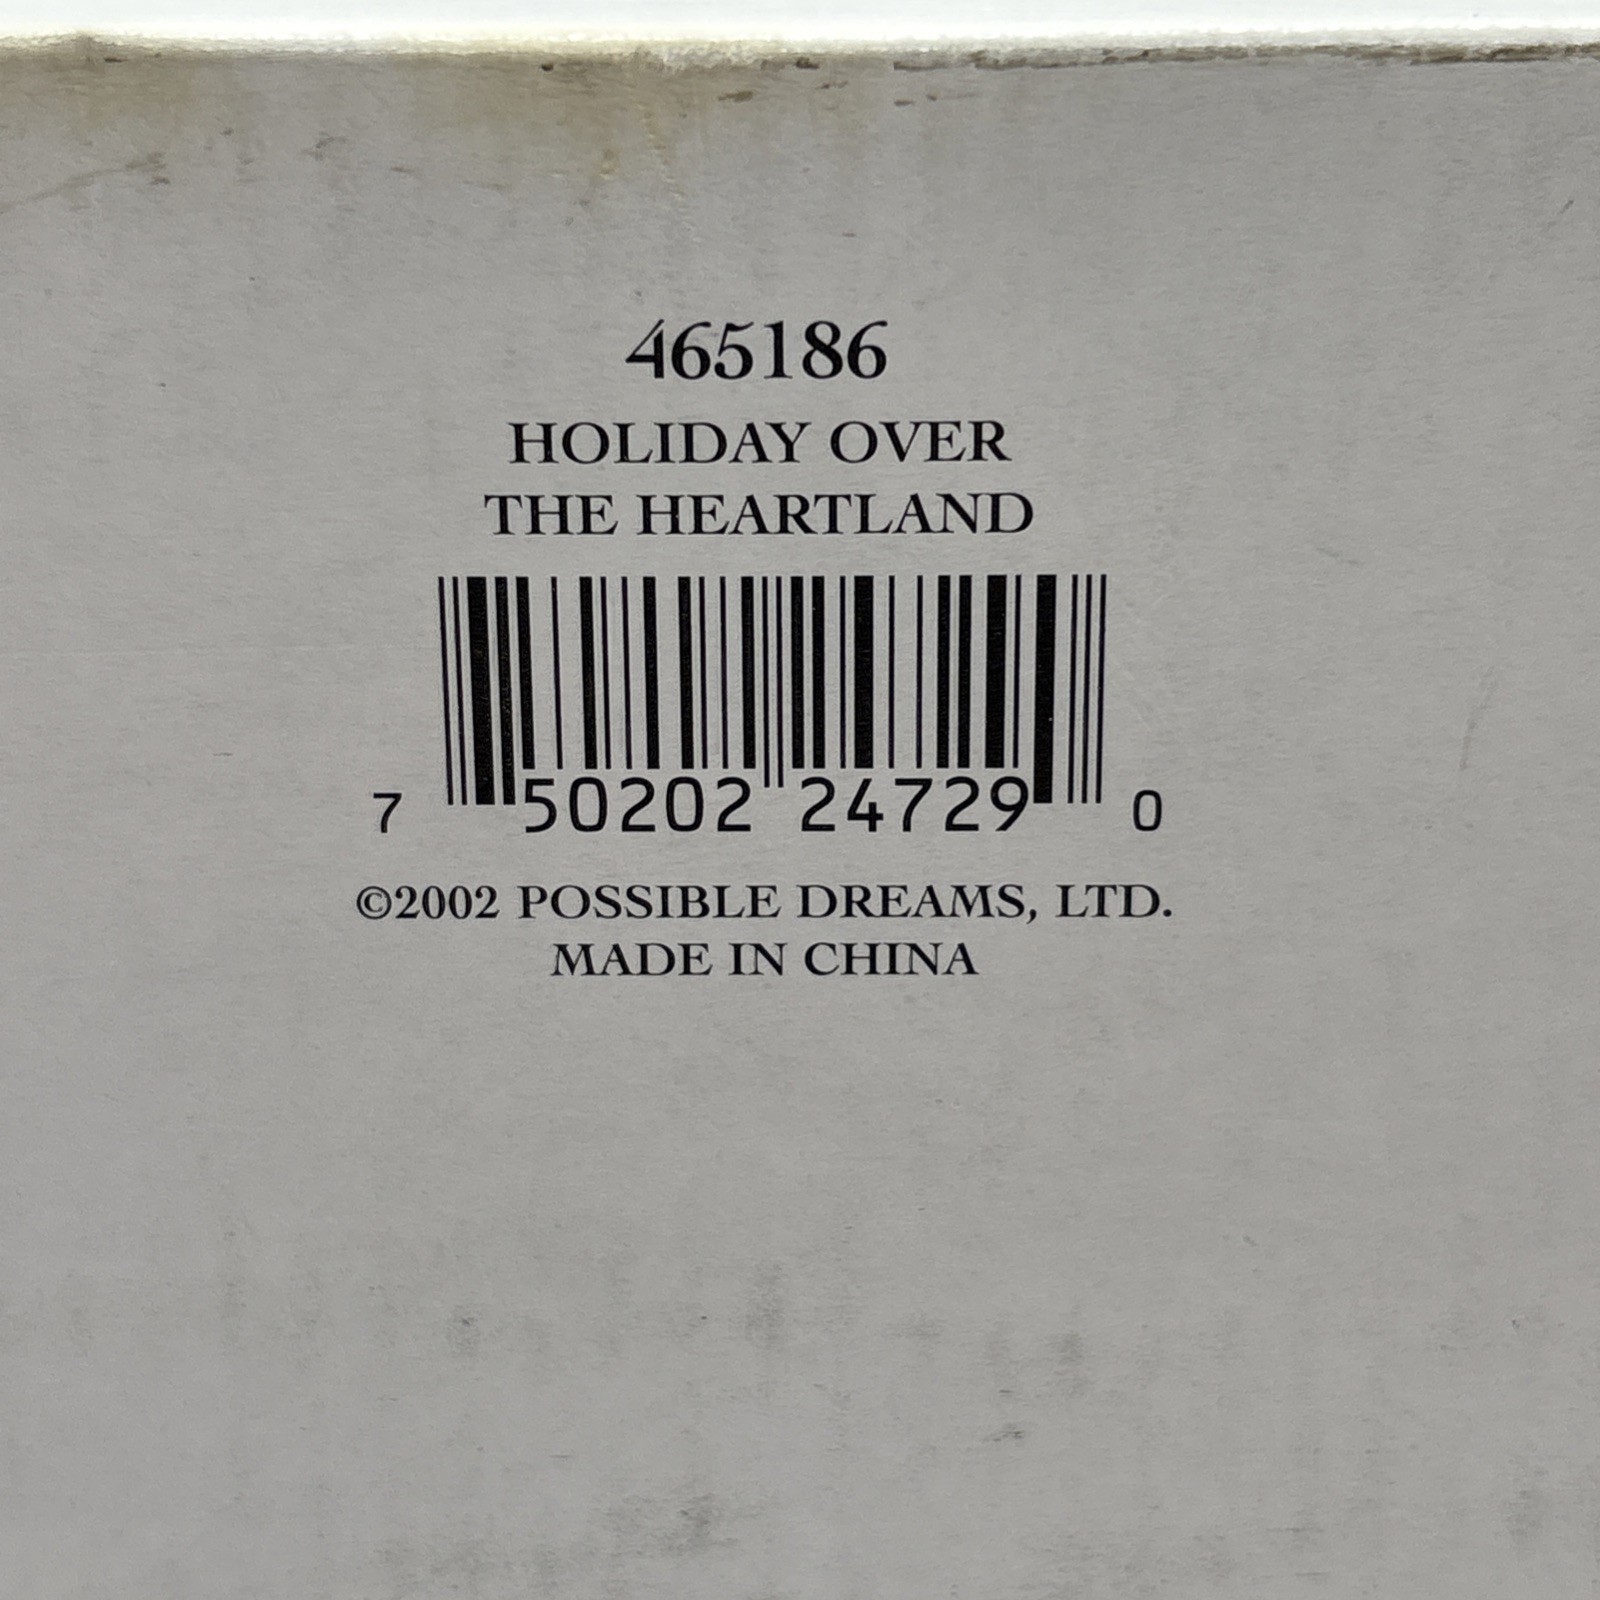 465186
HOLIDAY OVER
THE HEARTLAND
7 50202 24729 0
©2002 POSSIBLE DREAMS, LTD.
MADE IN CHINA